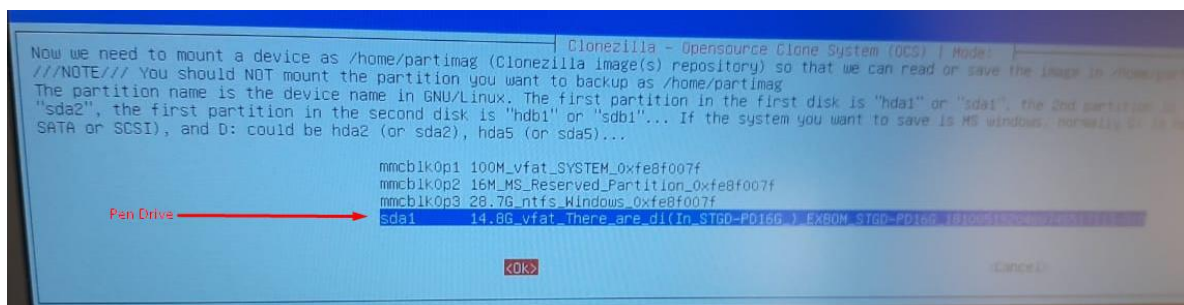 Clonezilla - Opensource Clone System (OCS) | Mode:
Now we need to mount a device as /home/partimag (Clonezilla image(s) repository) so that we can read or save the image in
///NOTE/// You should NOT mount the partition you want to backup as /home/partimag
The partition name is the device name in GNU/Linux. The first partition in the first disk is "hda1" or "sda1", the 2nd partition
"sda2", the first partition in the second disk is "hdb1" or "sdb1"... If the system you want to save is MS windows, normally
SATA or SCSI), and D: could be hda2 (or sda2), hda5 (or sda5)...
mmcblk0p1 100M_vfat_SYSTEM_0xfe8f007f
mmcblk0p2 16M_MS_Reserved_Partition_0xfe8f007f
mmcblk0p3 28.7G_ntfs_Windows_0xfe8f007f
Pen Drive sda1 14.8G_vfat_There_are_di(In_STGD-PD16G_)
<Ok> <Cancel>